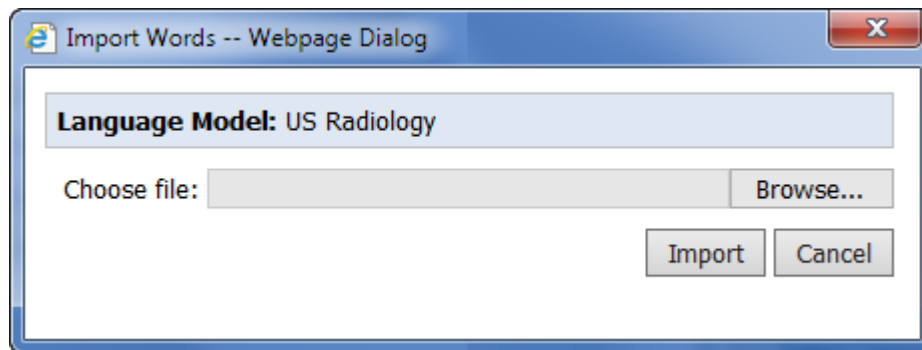 Import Words -- Webpage Dialog
Language Model: US Radiology
Choose file: Browse...
Import Cancel